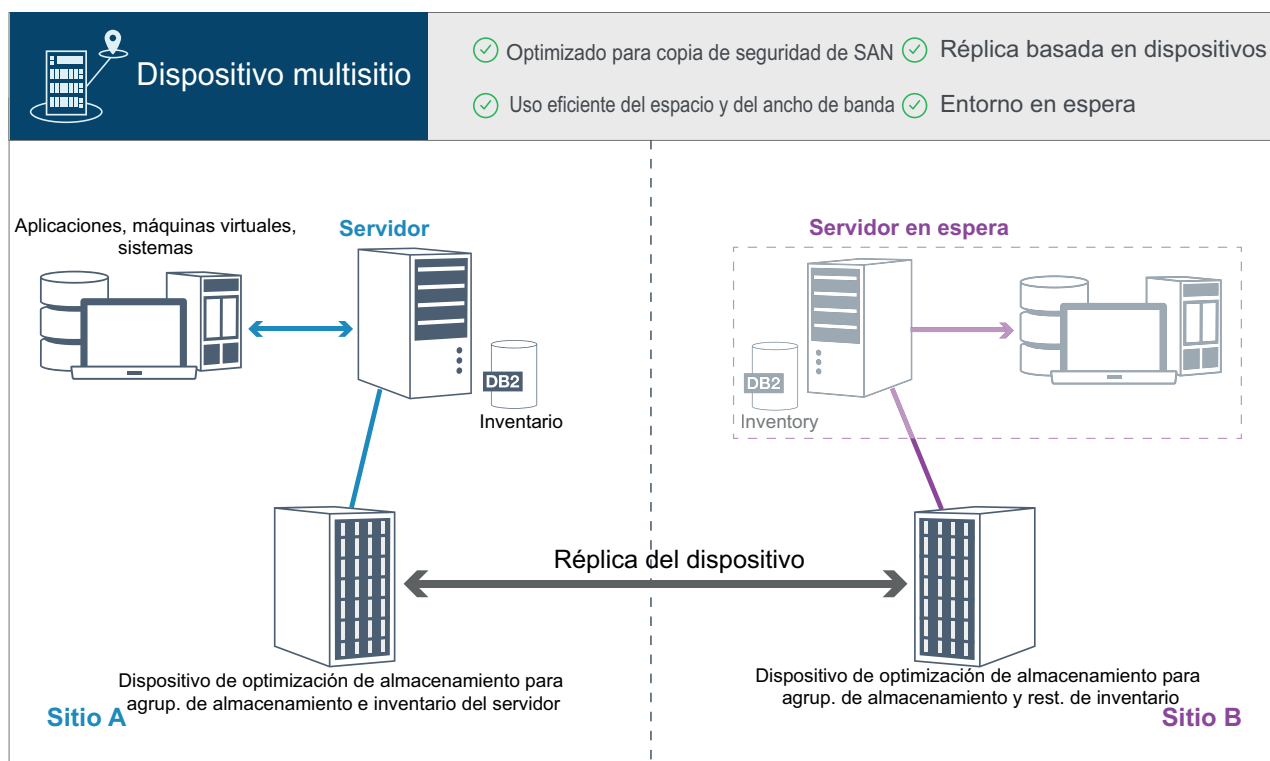 Dispositivo multisitio
Optimizado para copia de seguridad de SAN
Réplica basada en dispositivos
Uso eficiente del espacio y del ancho de banda
Entorno en espera
Aplicaciones, máquinas virtuales,
sistemas
Servidor
DB2
Inventario
Servidor en espera
DB2
Inventory
Réplica del dispositivo
Dispositivo de optimización de almacenamiento para
agrup. de almacenamiento e inventario del servidor
Sitio A
Dispositivo de optimización de almacenamiento para
agrup. de almacenamiento y rest. de inventario
Sitio B